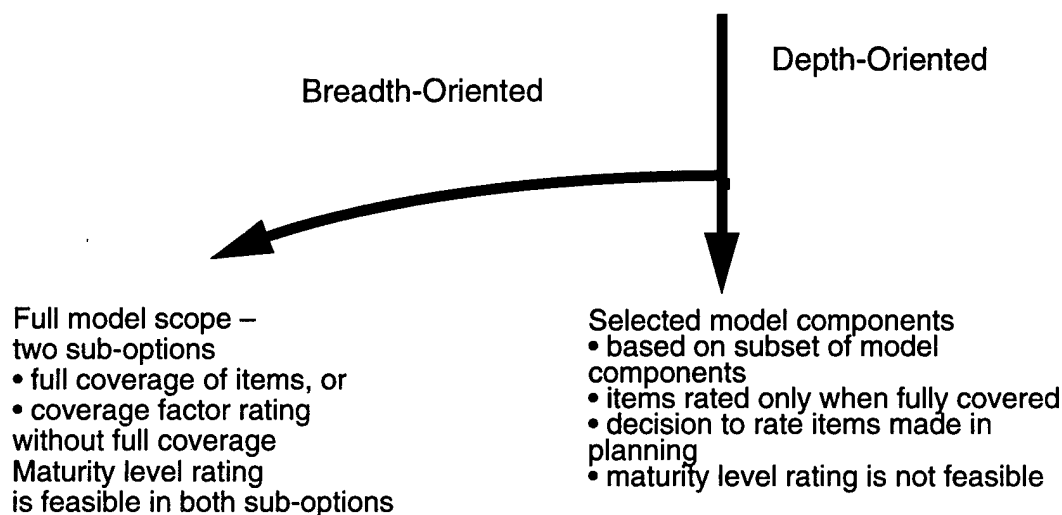 Breadth-Oriented
Depth-Oriented
Full model scope –
two sub-options
• full coverage of items, or
• coverage factor rating
without full coverage
Maturity level rating
is feasible in both sub-options
Selected model components
• based on subset of model
components
• items rated only when fully covered
• decision to rate items made in
planning
• maturity level rating is not feasible